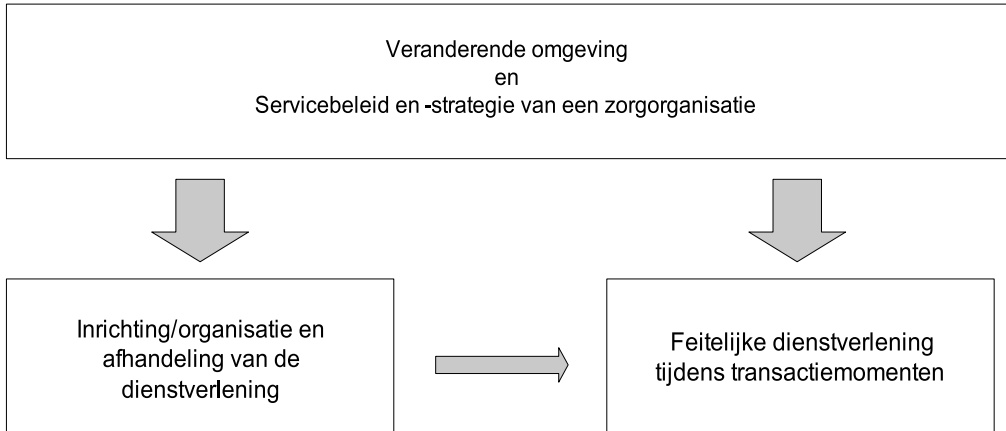 Veranderende omgeving
en
Servicebeleid en -strategie van een zorgorganisatie
Inrichting/organisatie en
afhandeling van de
dienstverlening
Feitelijke dienstverlening
tijdens transactiemomenten